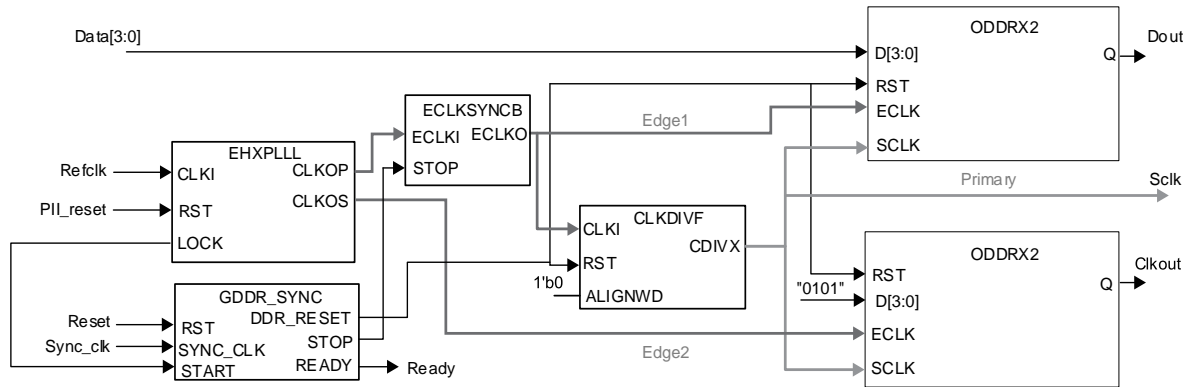 Data[3:0]
ODDRX2
D[3:0]
Q
Dout
RST
ECLK
SCLK
ECLKSYNCB
ECLKI
ECLKO
STOP
Edge1
EHXPLLL
Refclk
CLKI
CLKOP
Pll_reset
RST
CLKOS
LOCK
CLKDIVF
CLKI
CDIVX
RST
1'b0
ALIGNWD
Primary
Sclk
GDDR_SYNC
DDR_RESET
Reset
RST
STOP
Sync_clk
SYNC_CLK
START
READY
Ready
ODDRX2
RST
Q
Clkout
"0101"
D[3:0]
ECLK
Edge2
SCLK